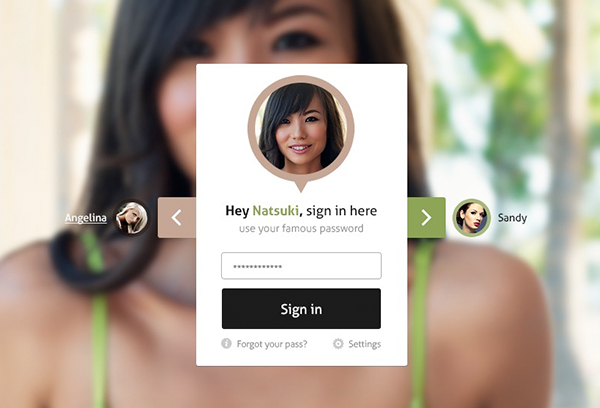 Hey Natsuki, sign in here
use your famous password
Angelina
Sandy
************
Sign in
Forgot your pass?
Settings